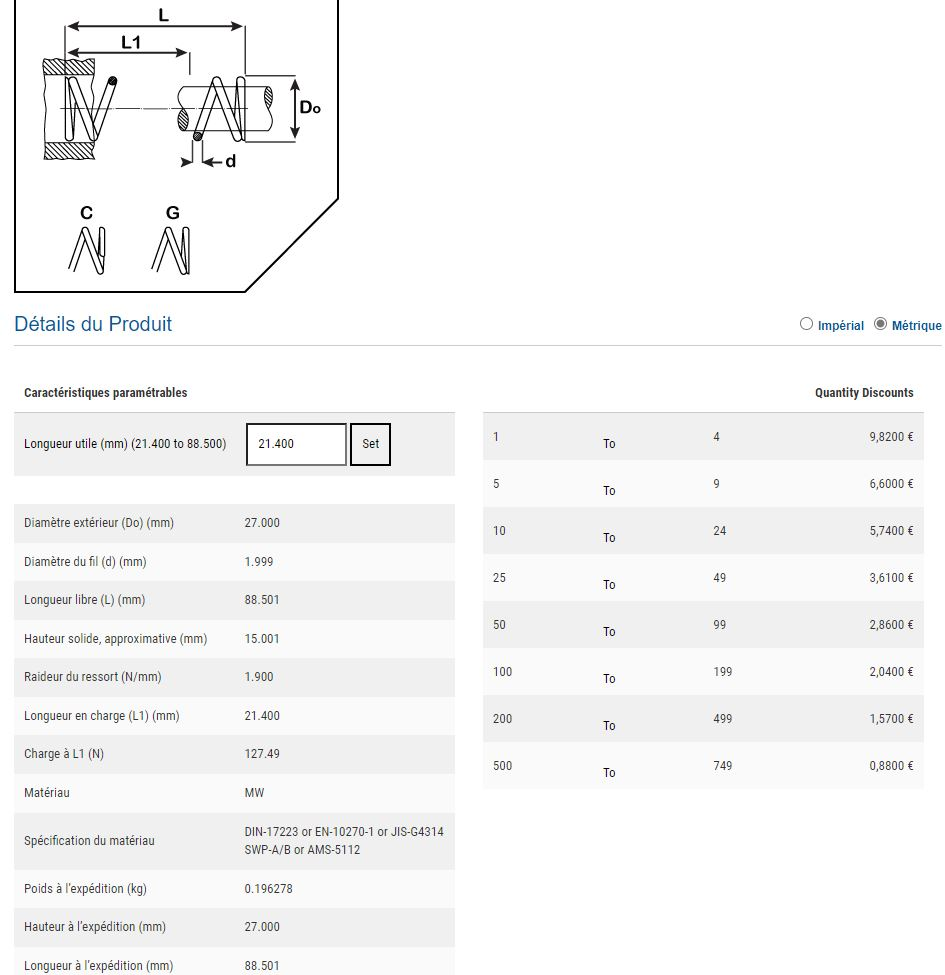 L
L1
Do
d
C G
Détails du Produit
Impérial Métrique
Caractéristiques paramétrables
Longueur utile (mm) (21.400 to 88.500) 21.400 Set
Diamètre extérieur (Do) (mm) 27.000
Diamètre du fil (d) (mm) 1.999
Longueur libre (L) (mm) 88.501
Hauteur solide, approximative (mm) 15.001
Raideur du ressort (N/mm) 1.900
Longueur en charge (L1) (mm) 21.400
Charge à L1 (N) 127.49
Matériau MW
Spécification du matériau DIN-17223 or EN-10270-1 or JIS-G4314
SWP-A/B or AMS-5112
Poids à l'expédition (kg) 0.196278
Hauteur à l'expédition (mm) 27.000
Longueur à l'expédition (mm) 88.501
Quantity Discounts
1 To 4 9,8200 €
5 To 9 6,6000 €
10 To 24 5,7400 €
25 To 49 3,6100 €
50 To 99 2,8600 €
100 To 199 2,0400 €
200 To 499 1,5700 €
500 To 749 0,8800 €